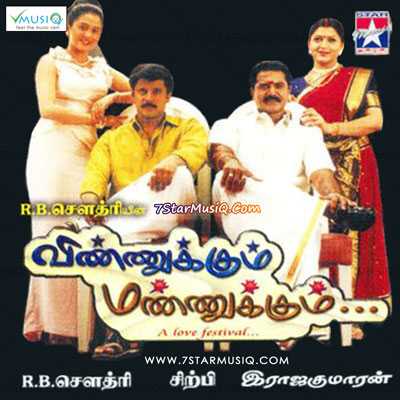 VMUSIQ
feel the music rain
STAR
R.B.சௌத்ரியின்
7StarMusiQ.Com
விண்ணுக்கும்
மண்ணுக்கும்...
A love festival...
WWW.7STARMUSIQ.COM
R.B.சௌத்ரி சிற்பி இராஜகுமாரன்